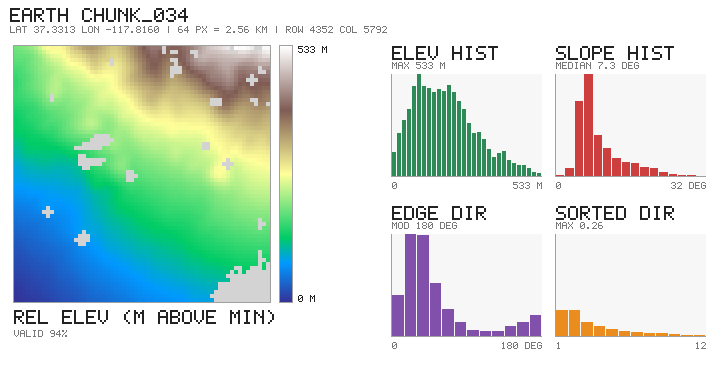 EARTH CHUNK_034
LAT 37.3313 LON -117.8160 | 64 PX = 2.56 KM | ROW 4352 COL 5792
533 M
0 M
REL ELEV (M ABOVE MIN)
VALID 94%
ELEV HIST
MAX 533 M
0 533 M
SLOPE HIST
MEDIAN 7.3 DEG
0 32 DEG
EDGE DIR
MOD 180 DEG
0 180 DEG
SORTED DIR
MAX 0.26
1 12